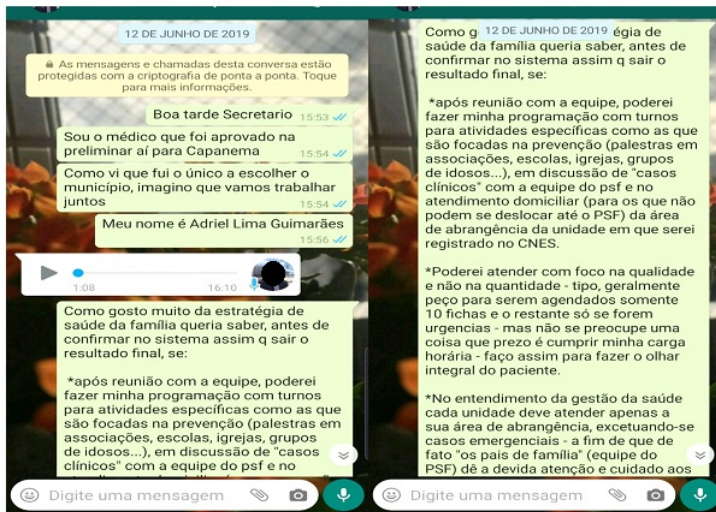 12 DE JUNHO DE 2019
As mensagens e chamadas desta conversa estão
protegidas com a criptografia de ponta a ponta. Toque
para mais informações.
Boa tarde Secretario 15:53
Sou o médico que foi aprovado na
preliminar aí para Capanema 15:54
Como vi que fui o único a escolher o
município, imagino que vamos trabalhar
juntos 15:54
Meu nome é Adriel Lima Guimarães
15:56
1:08 16:10
Como gosto muito da estratégia de
saúde da família queria saber, antes de
confirmar no sistema assim q sair o
resultado final, se:
*após reunião com a equipe, poderei
fazer minha programação com turnos
para atividades específicas como as que
são focadas na prevenção (palestras em
associações, escolas, igrejas, grupos
de idosos...), em discussão de "casos
clínicos" com a equipe do psf e no
Digite uma mensagem
12 DE JUNHO DE 2019
Como g égia de
saúde da família queria saber, antes de
confirmar no sistema assim q sair o
resultado final, se:
*após reunião com a equipe, poderei
fazer minha programação com turnos
para atividades específicas como as que
são focadas na prevenção (palestras em
associações, escolas, igrejas, grupos
de idosos...), em discussão de "casos
clínicos" com a equipe do psf e no
atendimento domiciliar (para os que não
podem se deslocar até o PSF) da área
de abrangência da unidade em que serei
registrado no CNES.
*Poderei atender com foco na qualidade
e não na quantidade - tipo, geralmente
peço para serem agendados somente
10 fichas e o restante só se forem
urgencias - mas não se preocupe uma
coisa que prezo é cumprir minha carga
horária - faço assim para fazer o olhar
integral do paciente.
*No entendimento da gestão da saúde
cada unidade deve atender apenas a
sua área de abrangência, excetuando-se
casos emergenciais - a fim de que de
fato "os pais de família" (equipe do
PSF) dê a devida atenção e cuidado aos
Digite uma mensagem